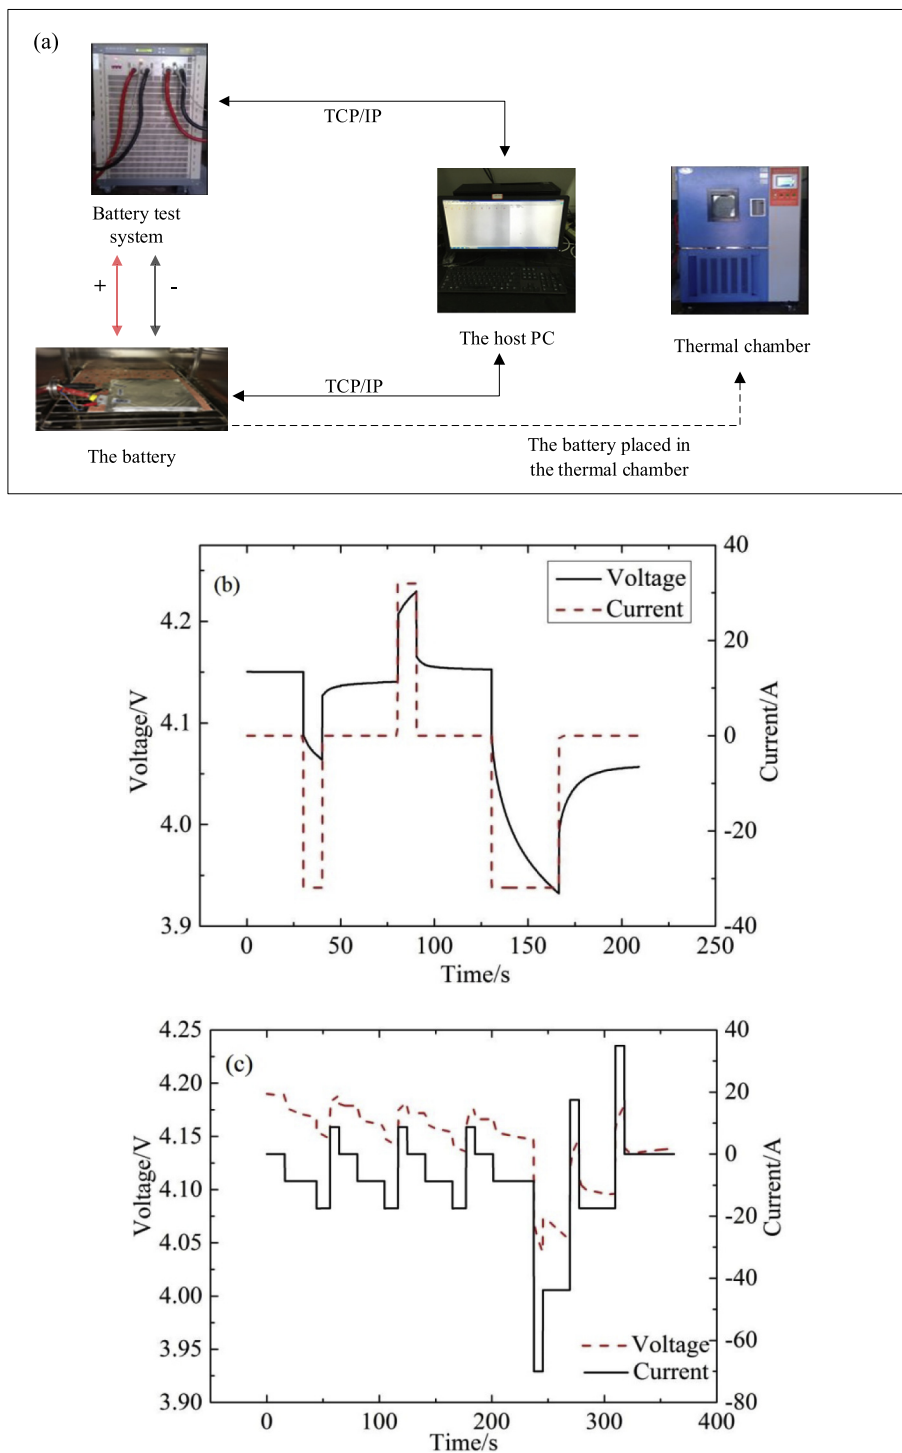 (a)
TCP/IP
Battery test
system
+
-
The host PC
Thermal chamber
TCP/IP
The battery
The battery placed in
the thermal chamber
(b)
Voltage
Current
4.2
4.1
4.0
3.9
Voltage/V
40
20
0
-20
-40
Current/A
0
50
100
150
200
250
Time/s
(c)
4.25
4.20
4.15
4.10
4.05
4.00
3.95
3.90
Voltage/V
40
20
0
-20
-40
-60
-80
Current/A
Voltage
Current
0
100
200
300
400
Time/s